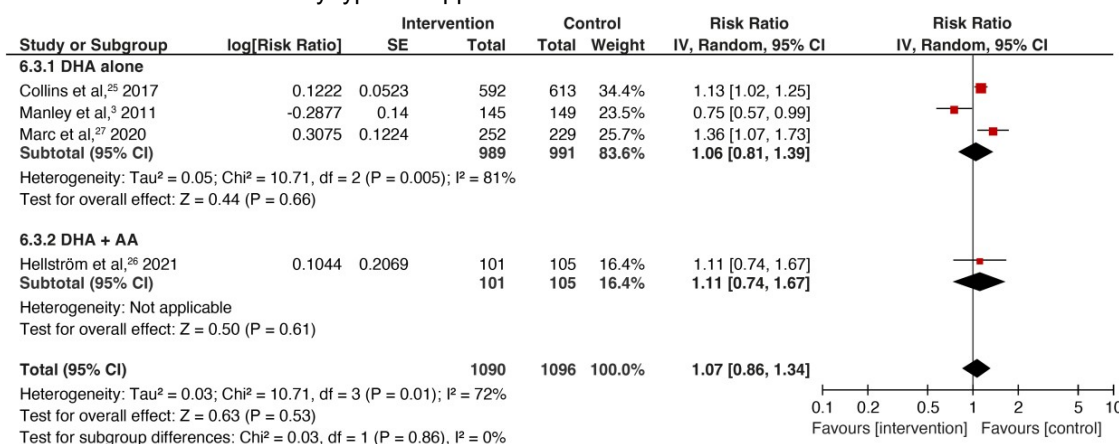 Intervention Control Risk Ratio Risk Ratio
Study or Subgroup log[Risk Ratio] SE Total Total Weight IV, Random, 95% CI IV, Random, 95% CI
6.3.1 DHA alone
Collins et al,²⁵ 2017 0.1222 0.0523 592 613 34.4% 1.13 [1.02, 1.25]
Manley et al,³ 2011 -0.2877 0.14 145 149 23.5% 0.75 [0.57, 0.99]
Marc et al,²⁷ 2020 0.3075 0.1224 252 229 25.7% 1.36 [1.07, 1.73]
Subtotal (95% CI) 989 991 83.6% 1.06 [0.81, 1.39]
Heterogeneity: Tau² = 0.05; Chi² = 10.71, df = 2 (P = 0.005); I² = 81%
Test for overall effect: Z = 0.44 (P = 0.66)
6.3.2 DHA + AA
Hellström et al,²⁶ 2021 0.1044 0.2069 101 105 16.4% 1.11 [0.74, 1.67]
Subtotal (95% CI) 101 105 16.4% 1.11 [0.74, 1.67]
Heterogeneity: Not applicable
Test for overall effect: Z = 0.50 (P = 0.61)
Total (95% CI) 1090 1096 100.0% 1.07 [0.86, 1.34]
Heterogeneity: Tau² = 0.03; Chi² = 10.71, df = 3 (P = 0.01); I² = 72%
Test for overall effect: Z = 0.63 (P = 0.53)
Test for subgroup differences: Chi² = 0.03, df = 1 (P = 0.86), I² = 0%
0.1 0.2 0.5 1 2 5 10
Favours [intervention] Favours [control]